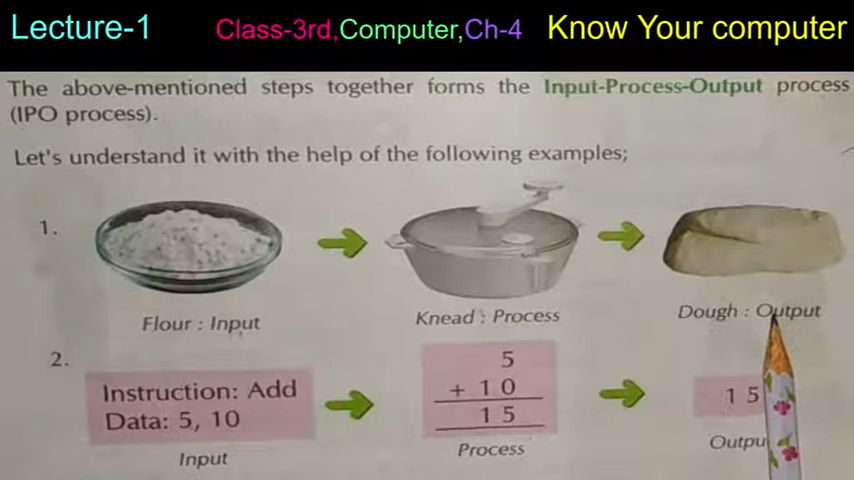 Lecture-1 Class-3rd,Computer,Ch-4 Know Your computer
The above-mentioned steps together forms the Input-Process-Output process
(IPO process).
Let's understand it with the help of the following examples;
1.
Flour : Input
Knead : Process
Dough : Output
2.
Instruction: Add
Data: 5, 10
Input
5
+ 1 0
1 5
Process
1 5
Outpu